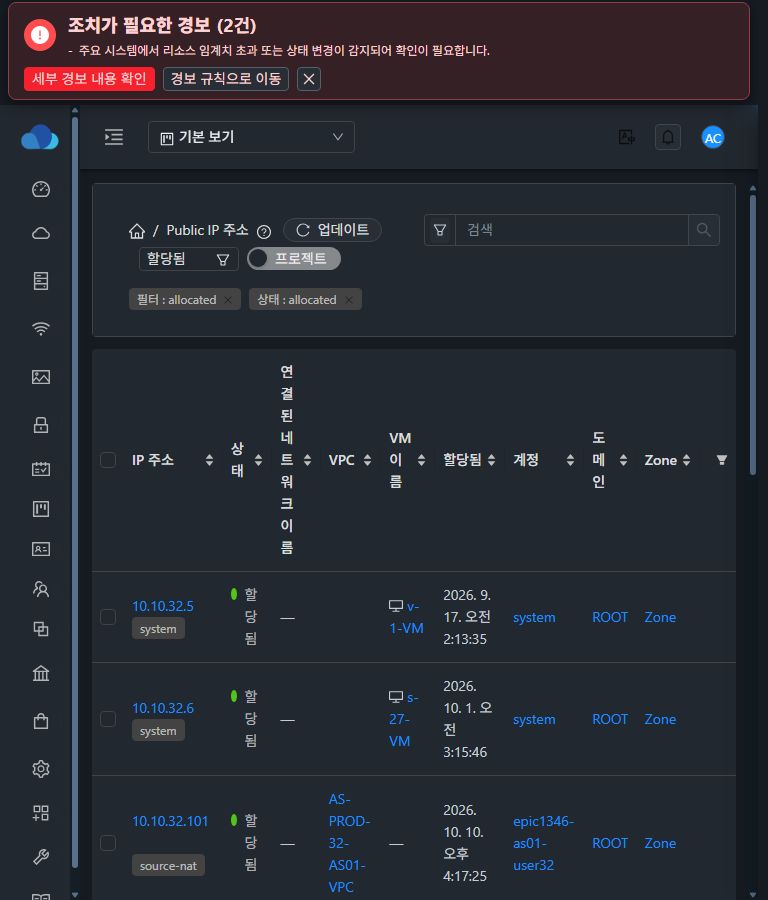 조치가 필요한 경보 (2건)
- 주요 시스템에서 리소스 임계치 초과 또는 상태 변경이 감지되어 확인이 필요합니다.
세부 경보 내용 확인
경보 규칙으로 이동
기본 보기
AC
/ Public IP 주소
업데이트
검색
할당됨
프로젝트
필터 : allocated
상태 : allocated
IP 주소
상
태
연
결
된
네
트
워
크
이
름
VPC
VM
이
름
할당됨
계정
도
메
인
Zone
10.10.32.5
system
할
당
됨
—
v-
1-VM
2026. 9.
17. 오전
2:13:35
system
ROOT
Zone
10.10.32.6
system
할
당
됨
—
s-
27-
VM
2026.
10. 1. 오
전
3:15:46
system
ROOT
Zone
10.10.32.101
source-nat
할
당
됨
—
AS-
PROD-
32-
AS01-
VPC
—
2026.
10. 10.
오후
4:17:25
epic1346-
as01-
user32
ROOT
Zone